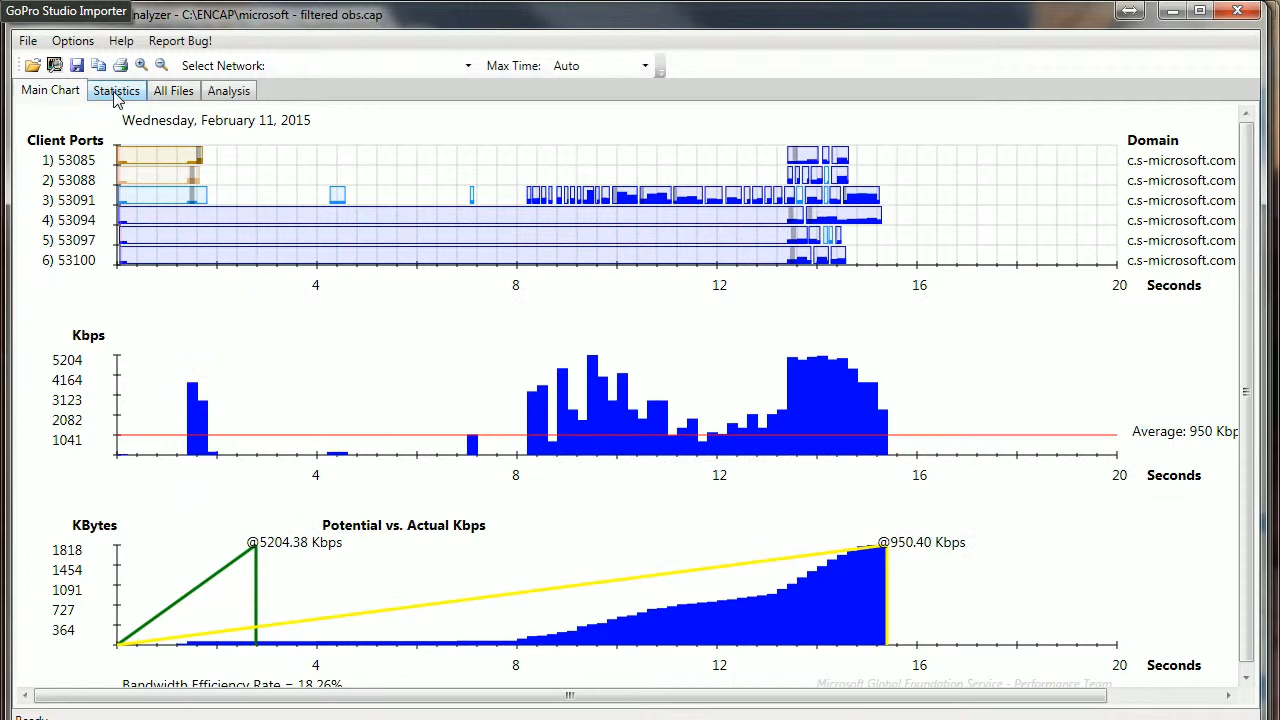 GoPro Studio Importer
nalyzer - C:\ENCAP\microsoft - filtered obs.cap
File Options Help Report Bug!
Select Network: Max Time: Auto
Main Chart Statistics All Files Analysis
Wednesday, February 11, 2015
Client Ports Domain
1) 53085 c.s-microsoft.com
2) 53088 c.s-microsoft.com
3) 53091 c.s-microsoft.com
4) 53094 c.s-microsoft.com
5) 53097 c.s-microsoft.com
6) 53100 c.s-microsoft.com
4 8 12 16 20 Seconds
Kbps
5204
4164
3123
2082
1041
Average: 950 Kbp
4 8 12 16 20 Seconds
KBytes Potential vs. Actual Kbps
@5204.38 Kbps @950.40 Kbps
1818
1454
1091
727
364
4 8 12 16 20 Seconds
Bandwidth Efficiency Rate = 18.26%
Microsoft Global Foundation Service - Performance Team
Ready